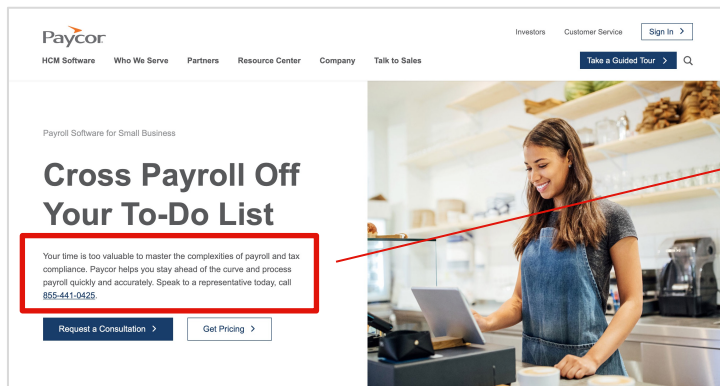 Paycor
Investors Customer Service Sign In
HCM Software Who We Serve Partners Resource Center Company Talk to Sales Take a Guided Tour
Payroll Software for Small Business
Cross Payroll Off
Your To-Do List
Your time is too valuable to master the complexities of payroll and tax
compliance. Paycor helps you stay ahead of the curve and process
payroll quickly and accurately. Speak to a representative today, call
855-441-0425.
Request a Consultation Get Pricing